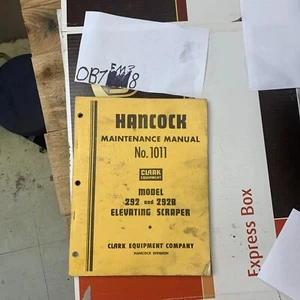 HANCOCK
MAINTENANCE MANUAL
No. 1011
CLARK
EQUIPMENT
MODEL
292 and 292B
ELEVATING SCRAPER
CLARK EQUIPMENT COMPANY
HANCOCK DIVISION
Express Box